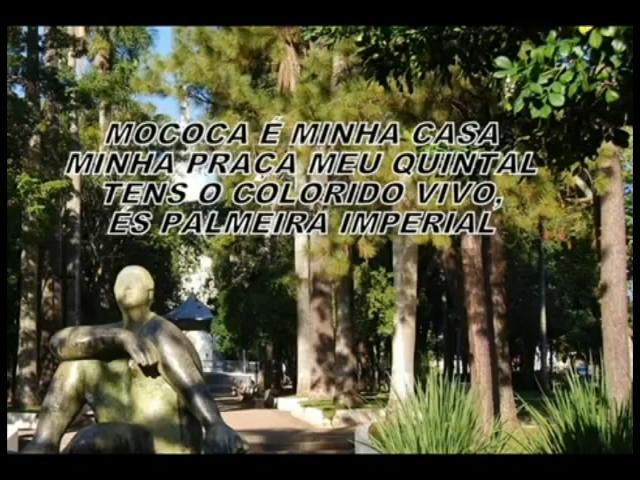 MOCOCA É MINHA CASA
MINHA PRAÇA MEU QUINTAL
TENS O COLORIDO VIVO,
ÉS PALMEIRA IMPERIAL